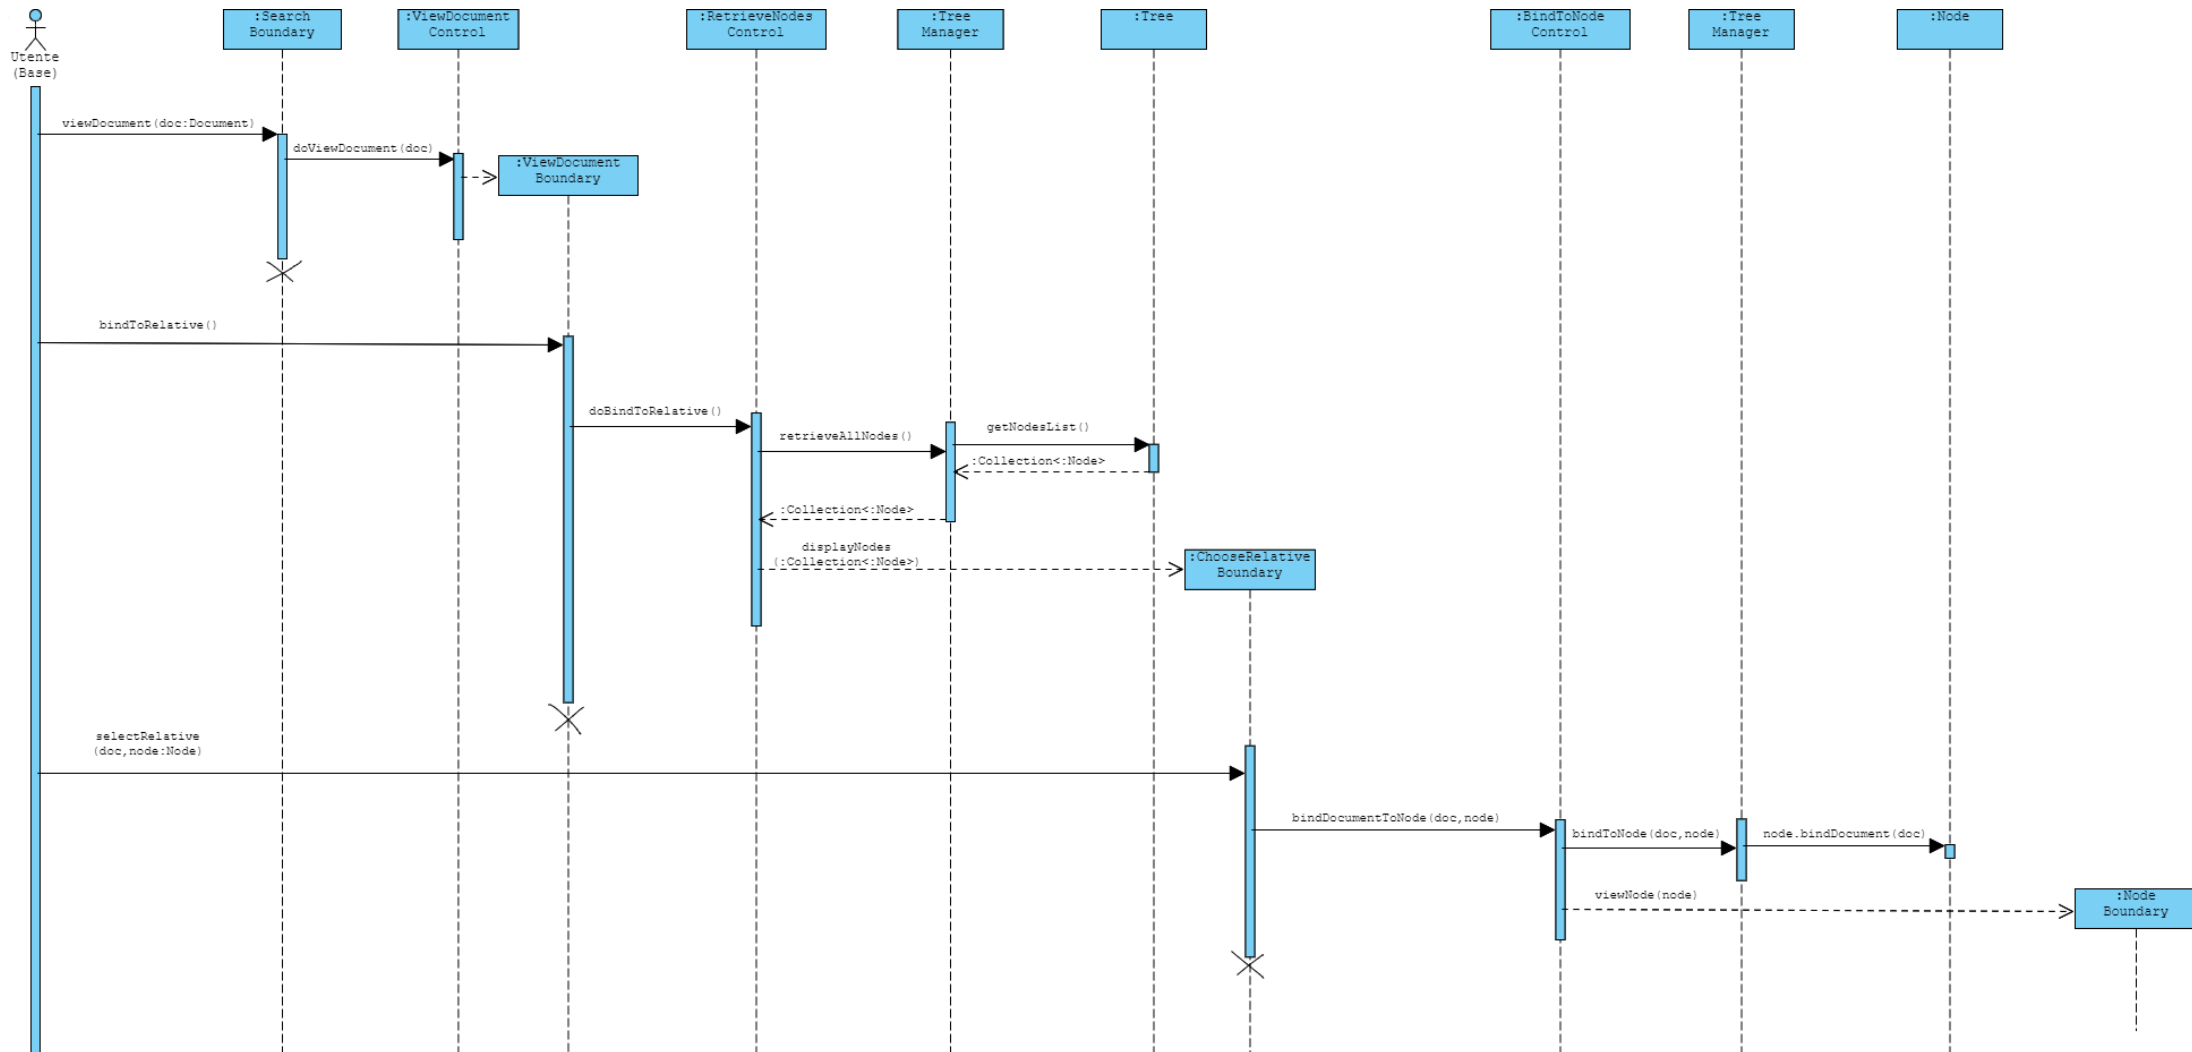 :Search
Boundary
:ViewDocument
Control
:RetrieveNodes
Control
:Tree
Manager
:Tree
:BindToNode
Control
:Tree
Manager
:Node
Utente
(Base)
viewDocument(doc:Document)
doViewDocument(doc)
:ViewDocument
Boundary
bindToRelative()
doBindToRelative()
retrieveAllNodes()
getNodesList()
:Collection<:Node>
:Collection<:Node>
displayNodes
(:Collection<:Node>)
:ChooseRelative
Boundary
selectRelative
(doc,node:Node)
bindDocumentToNode(doc,node)
bindToNode(doc,node)
node.bindDocument(doc)
viewNode(node)
:Node
Boundary